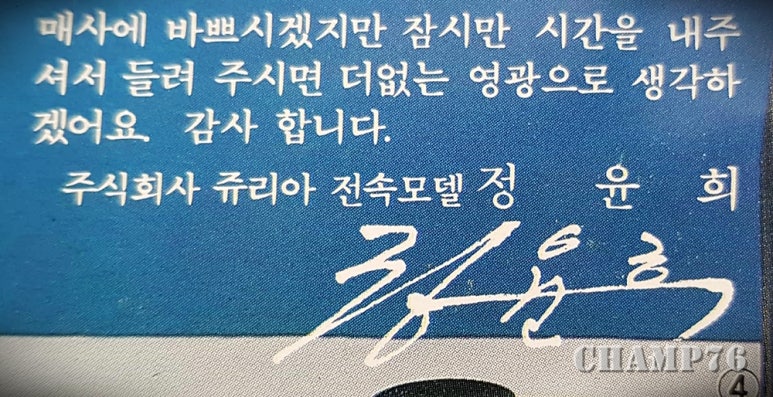 매사에 바쁘시겠지만 잠시만 시간을 내주
셔서 들려 주시면 더없는 영광으로 생각하
겠어요. 감사 합니다.
주식회사 쥬리아 전속모델 정 윤 희
정윤희
CHAMP76
④